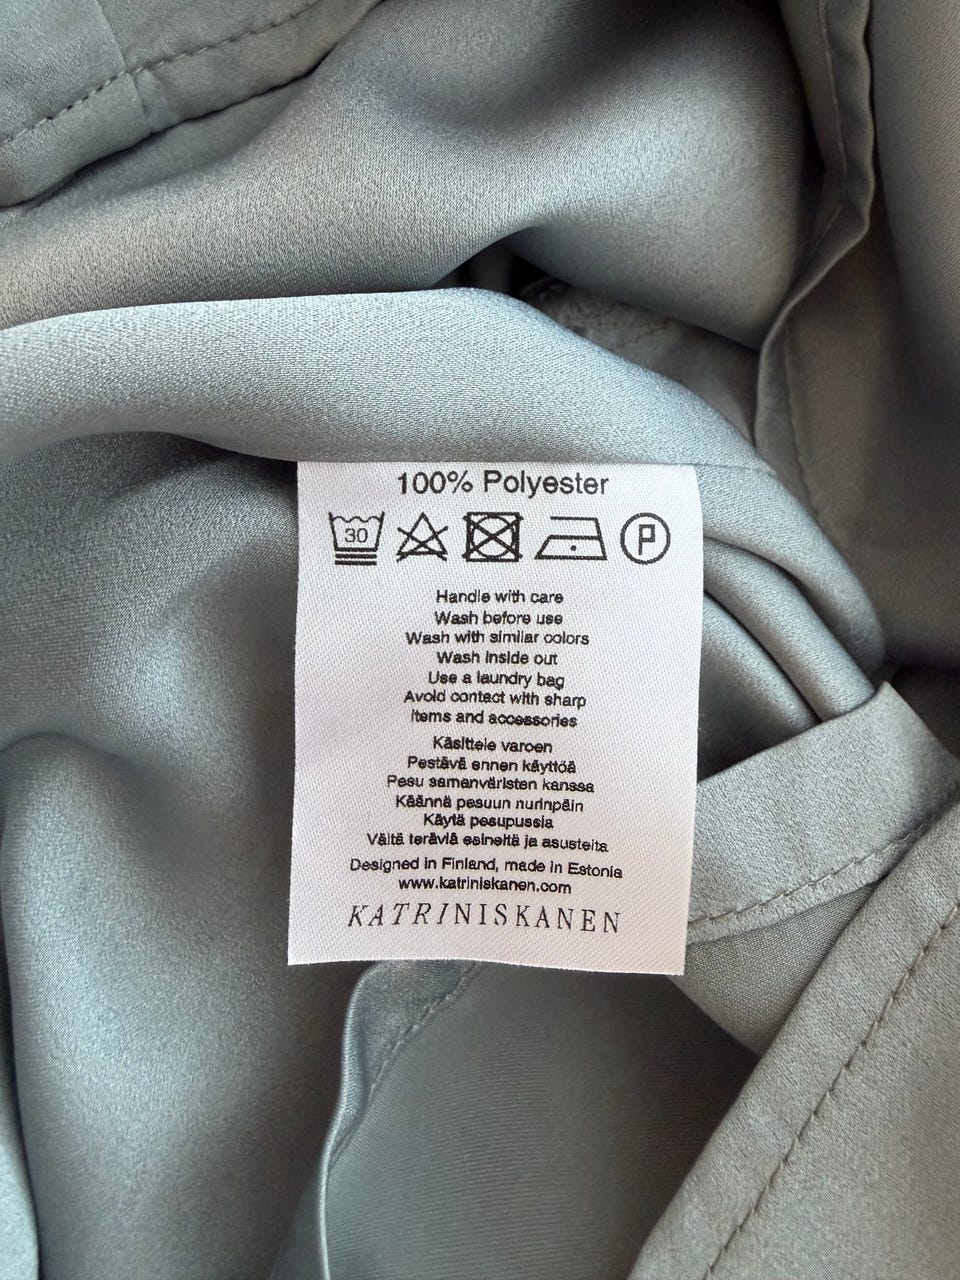 100% Polyester
30 P
Handle with care
Wash before use
Wash with similar colors
Wash inside out
Use a laundry bag
Avoid contact with sharp
items and accessories
Käsittele varoen
Pestävä ennen käyttöä
Pesu samanväristen kanssa
Käännä pesuun nurinpäin
Käytä pesupussia
Vältä teräviä esineitä ja asusteita
Designed in Finland, made in Estonia
www.katriniskanen.com
KATRINISKANEN